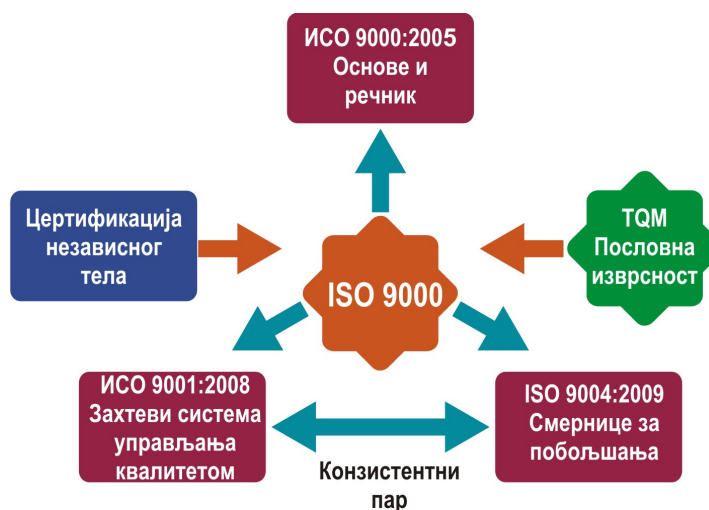 ИСО 9000:2005
Основе и
речник
Цертификација
независног
тела
TQM
Пословна
изврсност
ISO 9000
ИСО 9001:2008
Захтеви система
управљања
квалитетом
ISO 9004:2009
Смернице за
побољшања
Конзистентни
пар